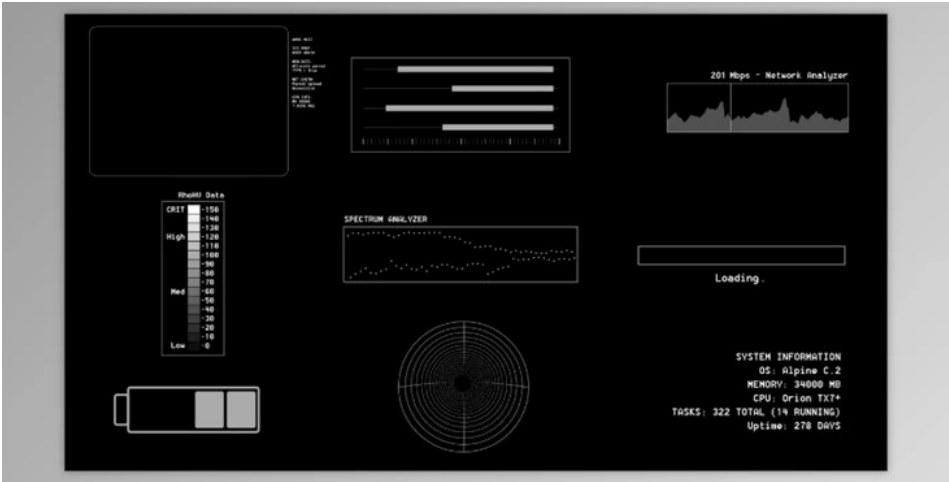 201 Mbps - Network Analyzer
RhoHV Data
CRIT
-150
-140
-130
High
-120
-110
-100
-90
-80
-70
Med
-60
-50
-40
-30
-20
-10
Low
-0
SPECTRUM ANALYZER
Loading.
SYSTEM INFORMATION
OS: Alpine C.2
MEMORY: 34000 MB
CPU: Orion TX7+
TASKS: 322 TOTAL (14 RUNNING)
Uptime: 278 DAYS